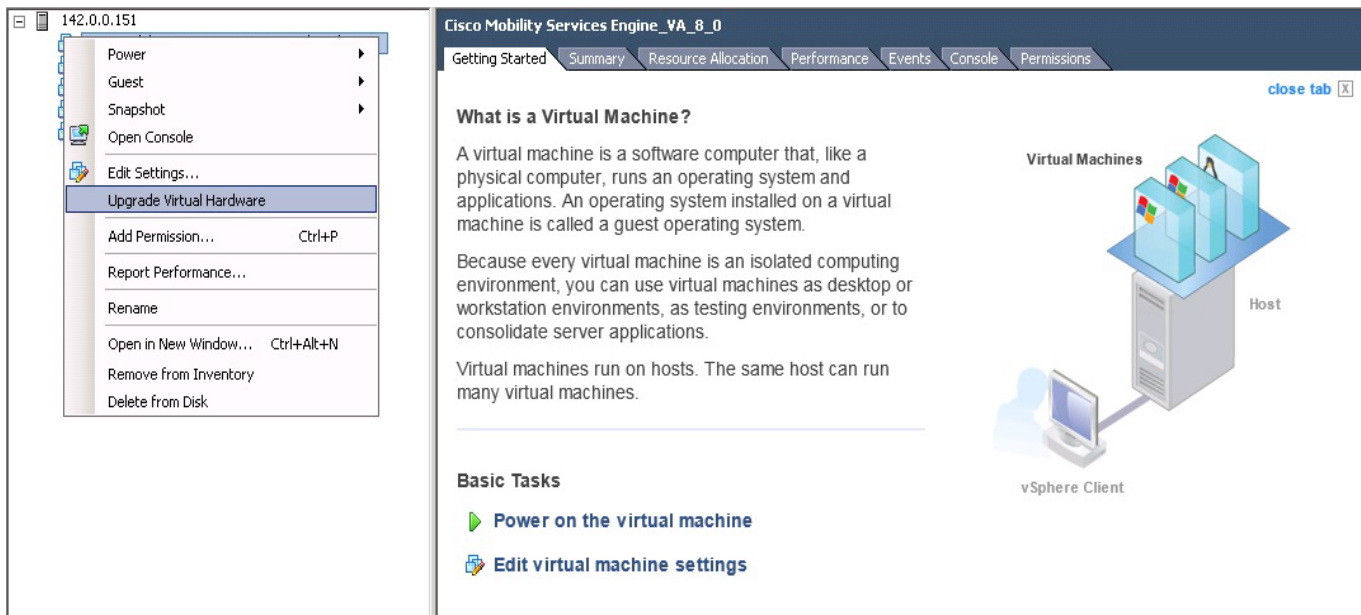 142.0.0.151
Power
Guest
Snapshot
Open Console
Edit Settings...
Upgrade Virtual Hardware
Add Permission... Ctrl+P
Report Performance...
Rename
Open in New Window... Ctrl+Alt+N
Remove from Inventory
Delete from Disk
Cisco Mobility Services Engine_VA_8_0
Getting Started Summary Resource Allocation Performance Events Console Permissions
close tab X
What is a Virtual Machine?
A virtual machine is a software computer that, like a
physical computer, runs an operating system and
applications. An operating system installed on a virtual
machine is called a guest operating system.
Because every virtual machine is an isolated computing
environment, you can use virtual machines as desktop or
workstation environments, as testing environments, or to
consolidate server applications.
Virtual machines run on hosts. The same host can run
many virtual machines.
Basic Tasks
Power on the virtual machine
Edit virtual machine settings
Virtual Machines
Host
vSphere Client